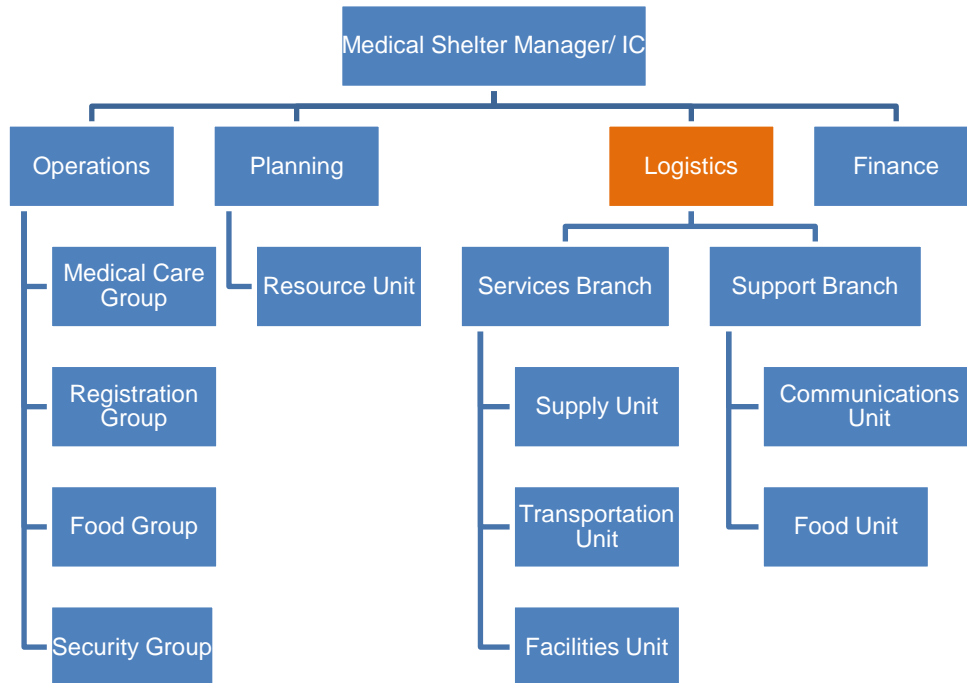 Medical Shelter Manager/ IC
Operations
Planning
Logistics
Finance
Medical Care
Group
Resource Unit
Services Branch
Support Branch
Registration
Group
Supply Unit
Communications
Unit
Food Group
Transportation
Unit
Food Unit
Security Group
Facilities Unit